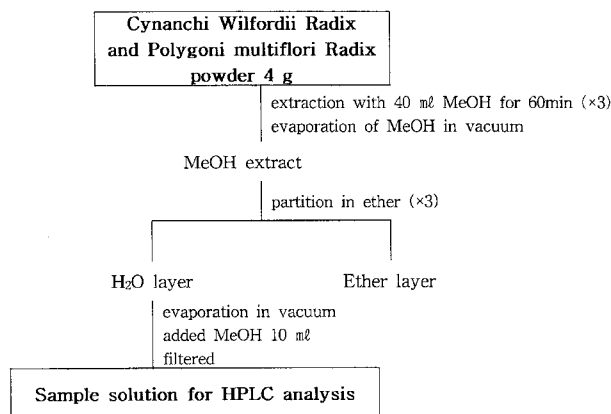 Cynanchi Wilfordii Radix
and Polygoni multiflori Radix
powder 4 g
extraction with 40 ㎖ MeOH for 60min (×3)
evaporation of MeOH in vacuum
MeOH extract
partition in ether (×3)
H₂O layer
Ether layer
evaporation in vacuum
added MeOH 10 ㎖
filtered
Sample solution for HPLC analysis